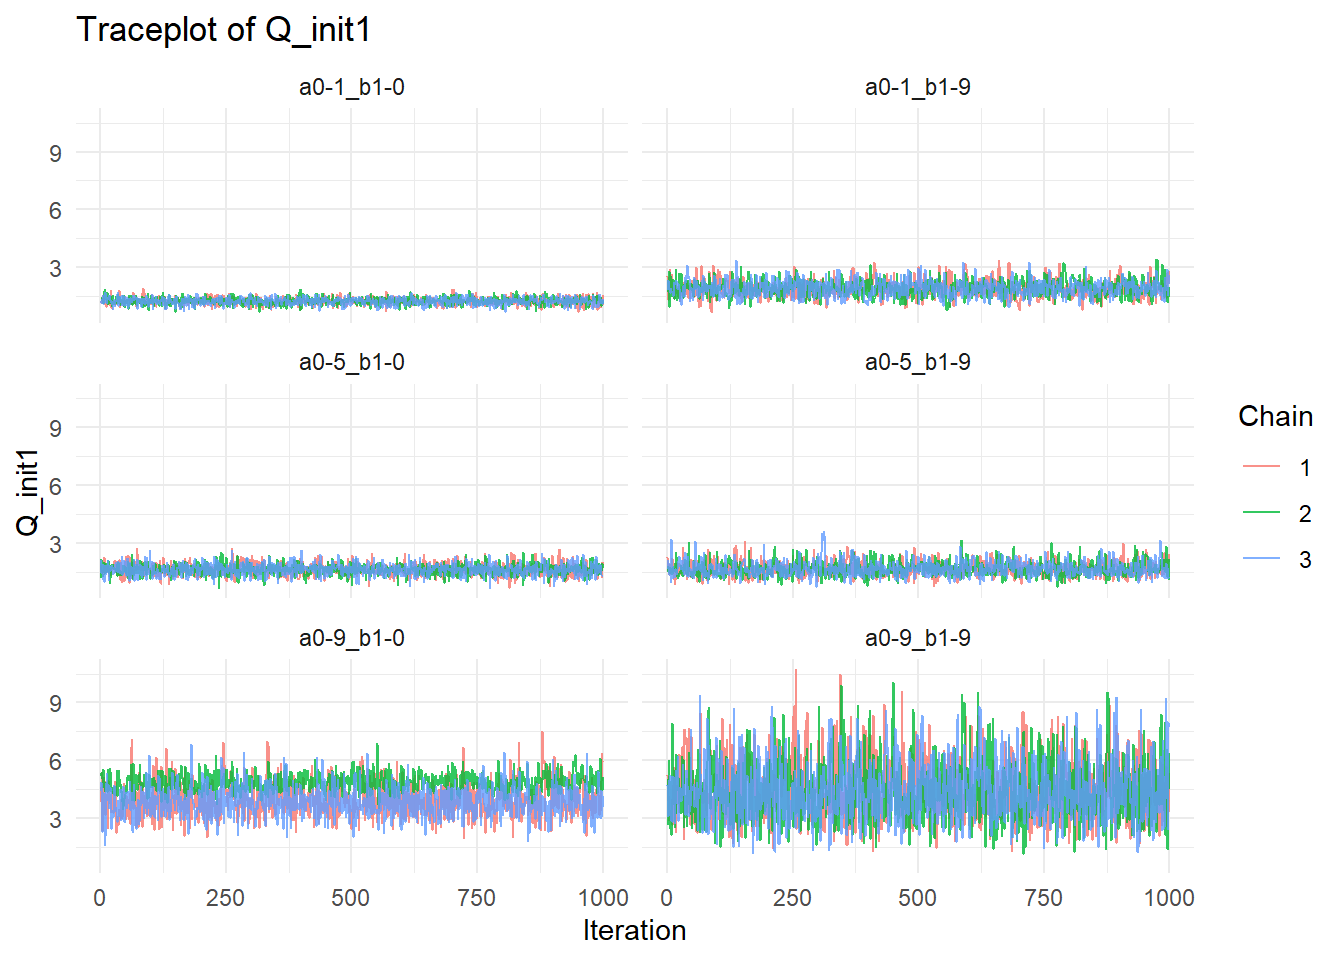 Traceplot of Q_init1
a0-1_b1-0
a0-1_b1-9
9
6
3
a0-5_b1-0
a0-5_b1-9
9
6
3
a0-9_b1-0
a0-9_b1-9
9
6
3
0
250
500
750
1000
0
250
500
750
1000
Iteration
Q_init1
Chain
1
2
3